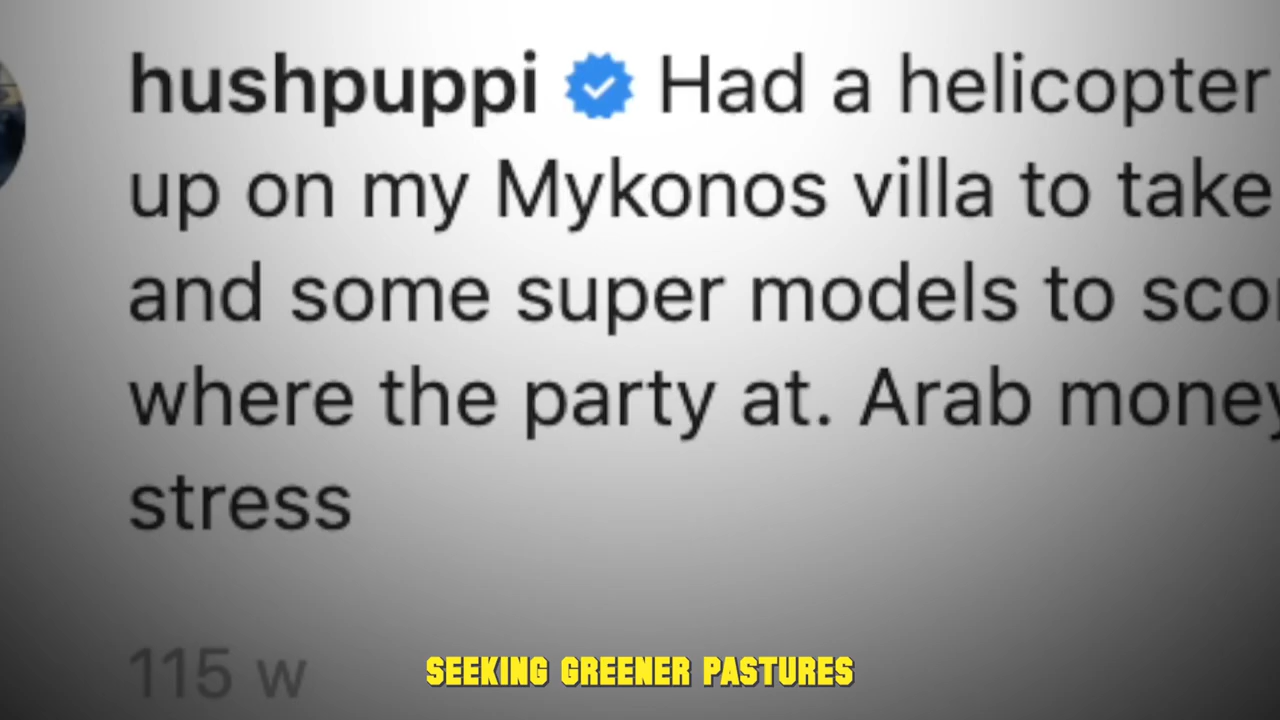 hushpuppi Had a helicopter
up on my Mykonos villa to take
and some super models to
where the party at. Arab money
stress
115 w
SEEKING GREENER PASTURES